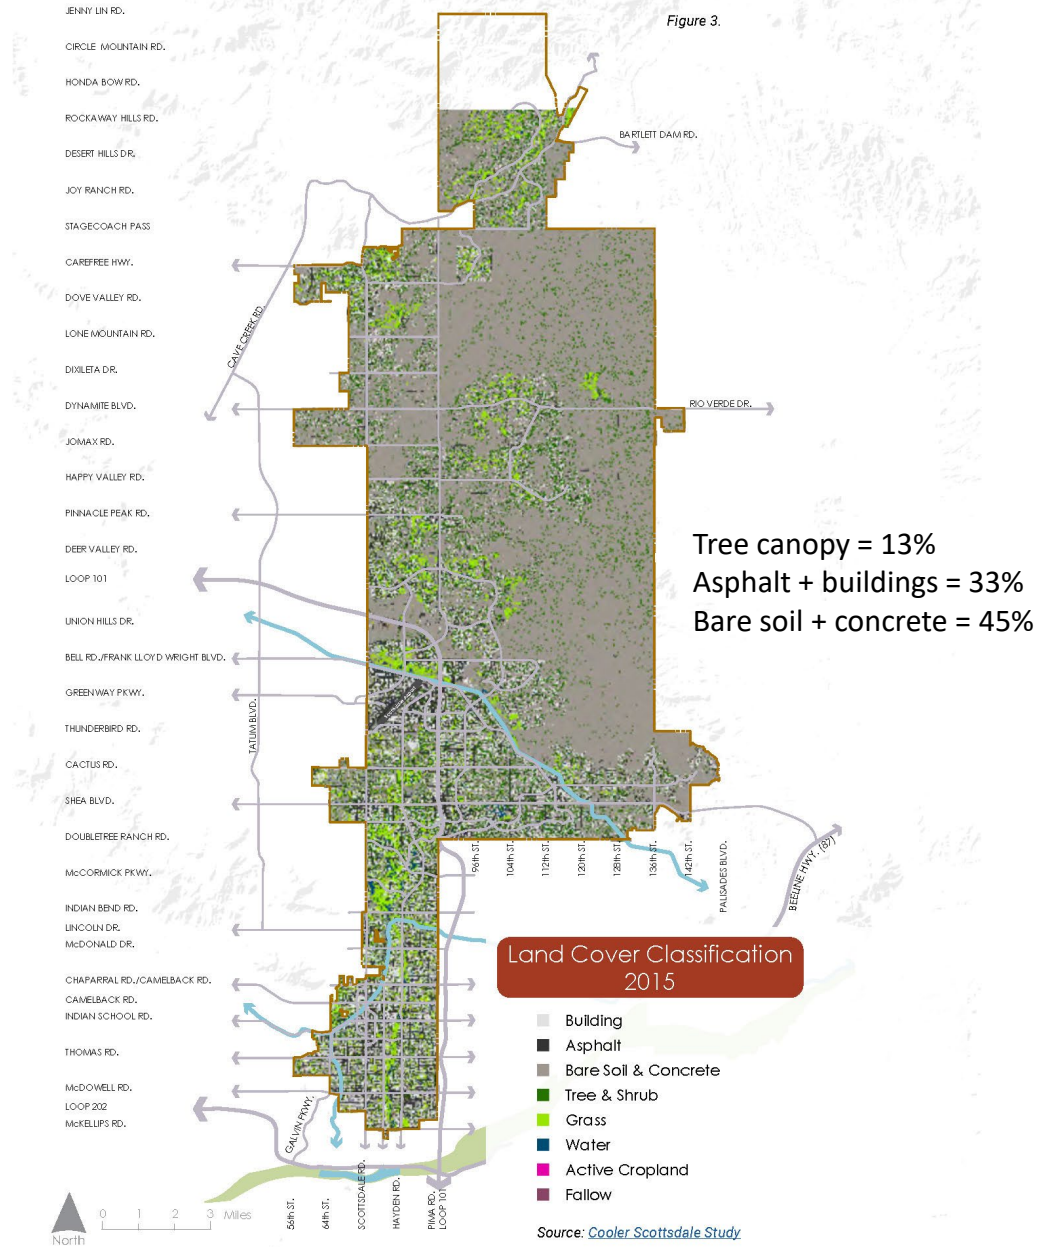 JENNY LIN RD.
Figure 3.
CIRCLE MOUNTAIN RD.
HONDA BOW RD.
ROCKAWAY HILLS RD.
BARTLETT DAM RD.
DESERT HILLS DR.
JOY RANCH RD.
STAGECOACH PASS
CAREFREE HWY.
DOVE VALLEY RD.
CAVE CREEK RD.
LONE MOUNTAIN RD.
DIXILETA DR.
DYNAMITE BLVD.
RIO VERDE DR.
JOMAX RD.
HAPPY VALLEY RD.
PINNACLE PEAK RD.
DEER VALLEY RD.
Tree canopy = 13%
Asphalt + buildings = 33%
Bare soil + concrete = 45%
LOOP 101
UNION HILLS DR.
BELL RD./FRANK LLOYD WRIGHT BLVD.
GREENWAY PKWY.
TATUM BLVD.
THUNDERBIRD RD.
CACTUS RD.
SHEA BLVD.
DOUBLETREE RANCH RD.
96th ST.
104th ST.
112th ST.
120th ST.
128th ST.
136th ST.
142th ST.
PALISADES BLVD.
BEELINE HWY. (87)
McCORMICK PKWY.
INDIAN BEND RD.
LINCOLN DR.
McDONALD DR.
CHAPARRAL RD./CAMELBACK RD.
CAMELBACK RD.
INDIAN SCHOOL RD.
THOMAS RD.
McDOWELL RD.
LOOP 202
McKELLIPS RD.
GALVIN PKWY.
56th ST.
64th ST.
SCOTTSDALE RD.
HAYDEN RD.
PIMA RD.
LOOP 101
Land Cover Classification
2015
Building
Asphalt
Bare Soil & Concrete
Tree & Shrub
Grass
Water
Active Cropland
Fallow
0 1 2 3 Miles
North
Source: Cooler Scottsdale Study